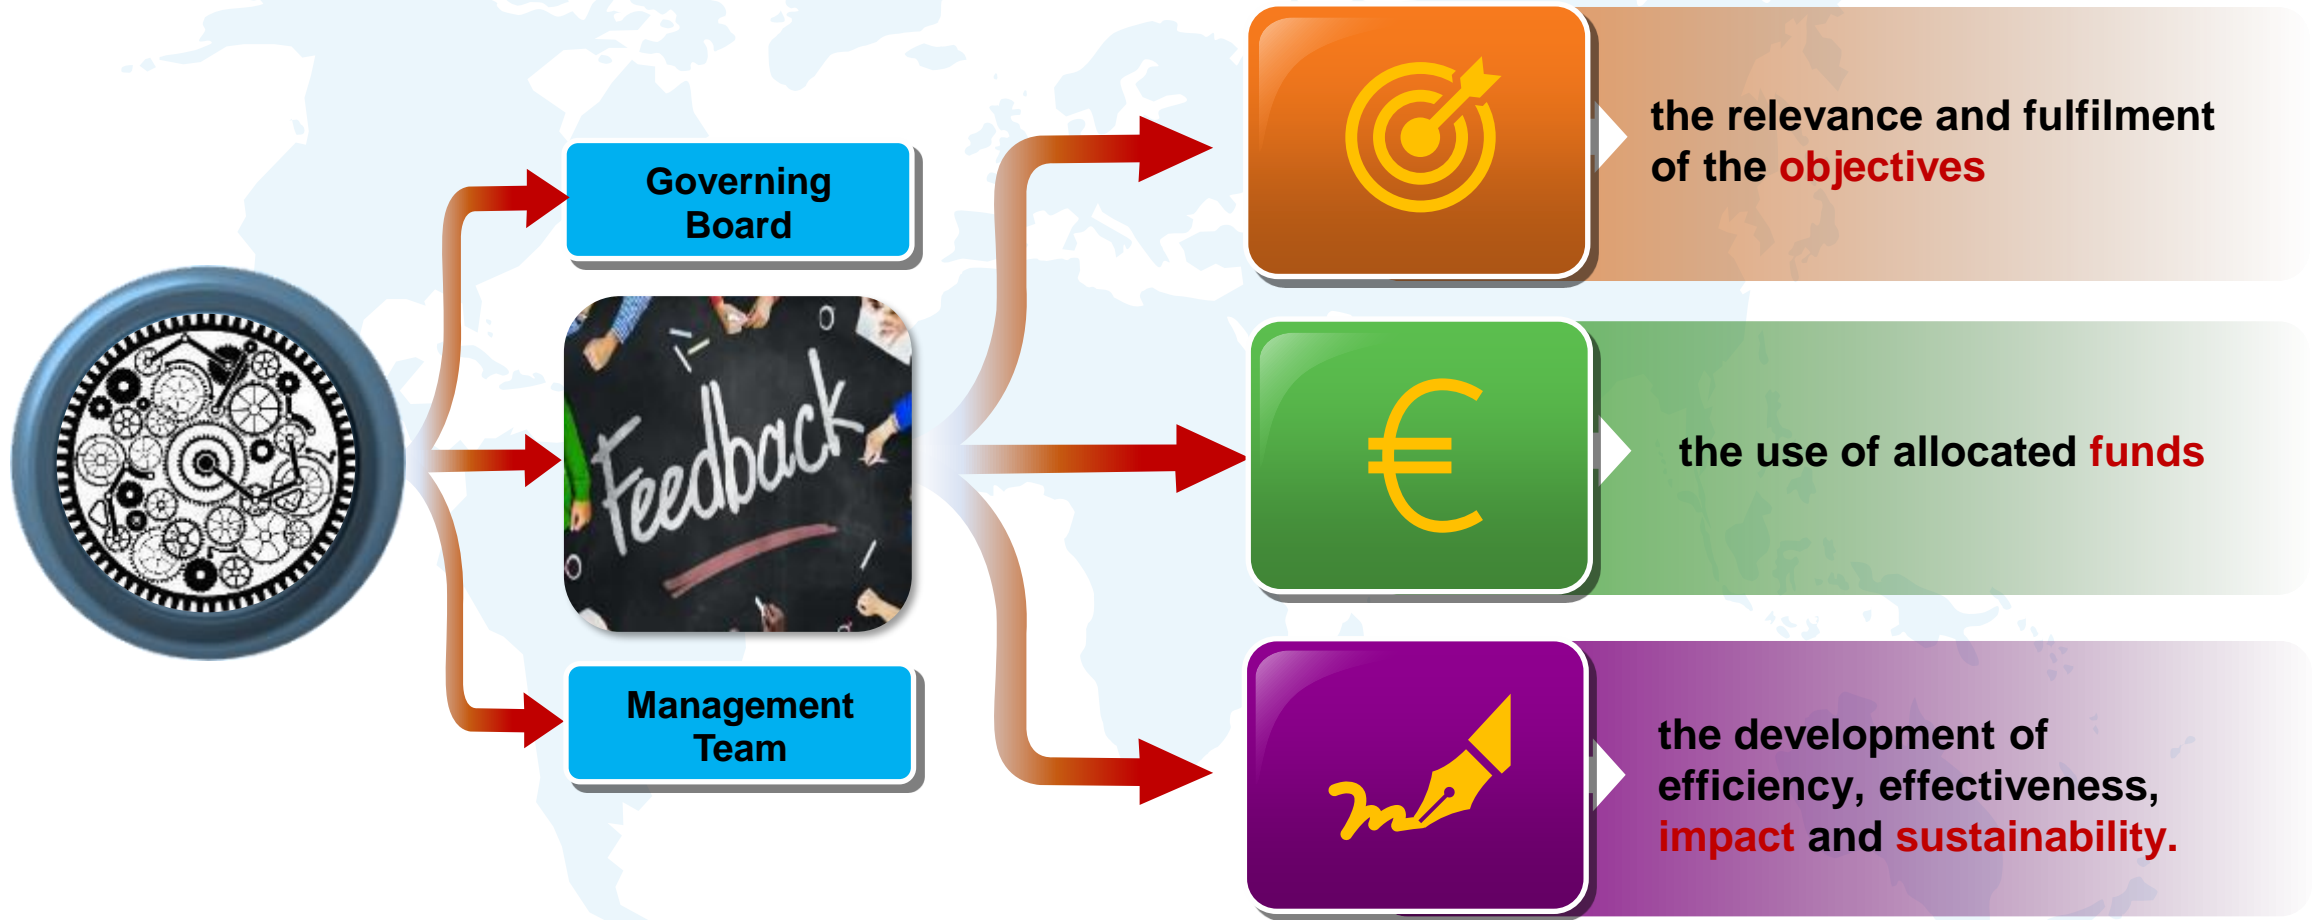 Governing
Board
Feedback
Management
Team
the relevance and fulfilment
of the objectives
€
the use of allocated funds
the development of
efficiency, effectiveness,
impact and sustainability.